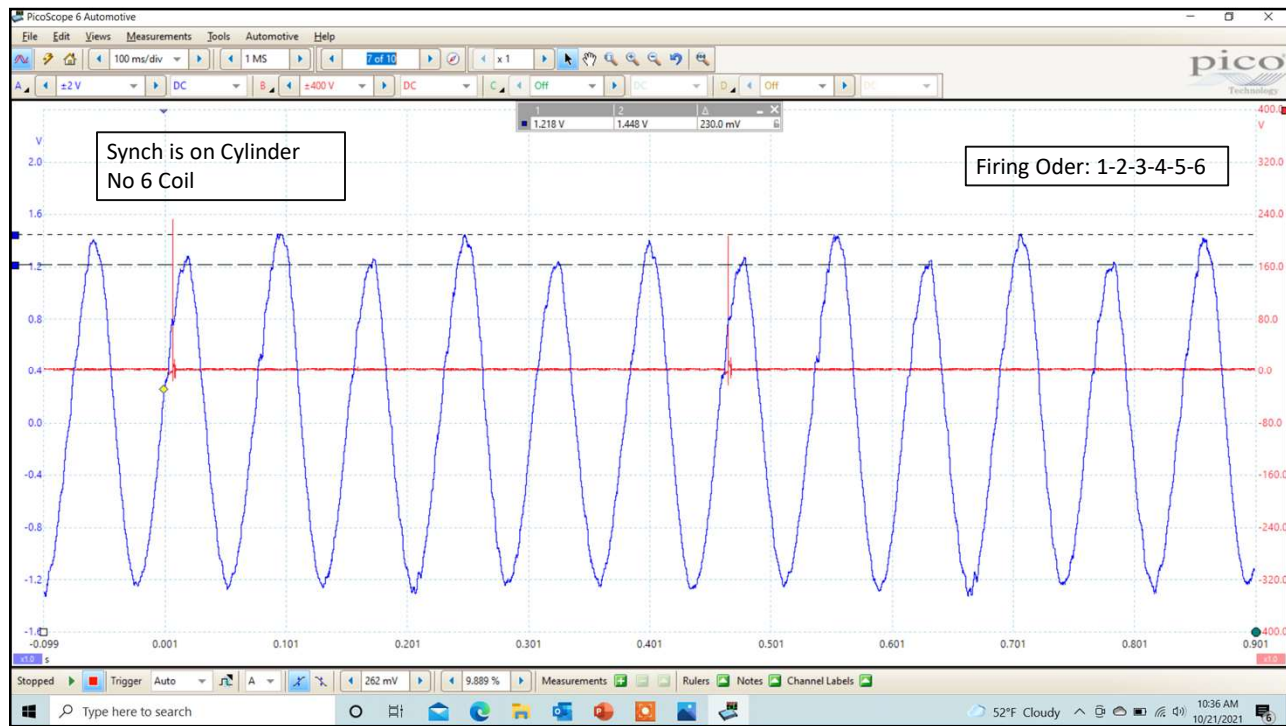 PicoScope 6 Automotive
File Edit Views Measurements Tools Automotive Help
100 ms/div 1 MS 7 of 10 x 1
pico
Technology
A ±2 V DC B ±400 V DC C Off DC D Off DC
1 2 Δ
1.218 V 1.448 V 230.0 mV
Synch is on Cylinder
No 6 Coil
Firing Oder: 1-2-3-4-5-6
V
2.0
1.6
1.2
0.8
0.4
0.0
-0.4
-0.8
-1.2
-1.6
400.0
V
320.0
240.0
160.0
80.0
0.0
-80.0
-160.0
-240.0
-320.0
-400.0
-0.099 0.001 0.101 0.201 0.301 0.401 0.501 0.601 0.701 0.801 0.901
x1.0 s x1.0
Stopped Trigger Auto A 262 mV 9.889 % Measurements Rulers Notes Channel Labels
Type here to search
52°F Cloudy
10:36 AM
10/21/2021